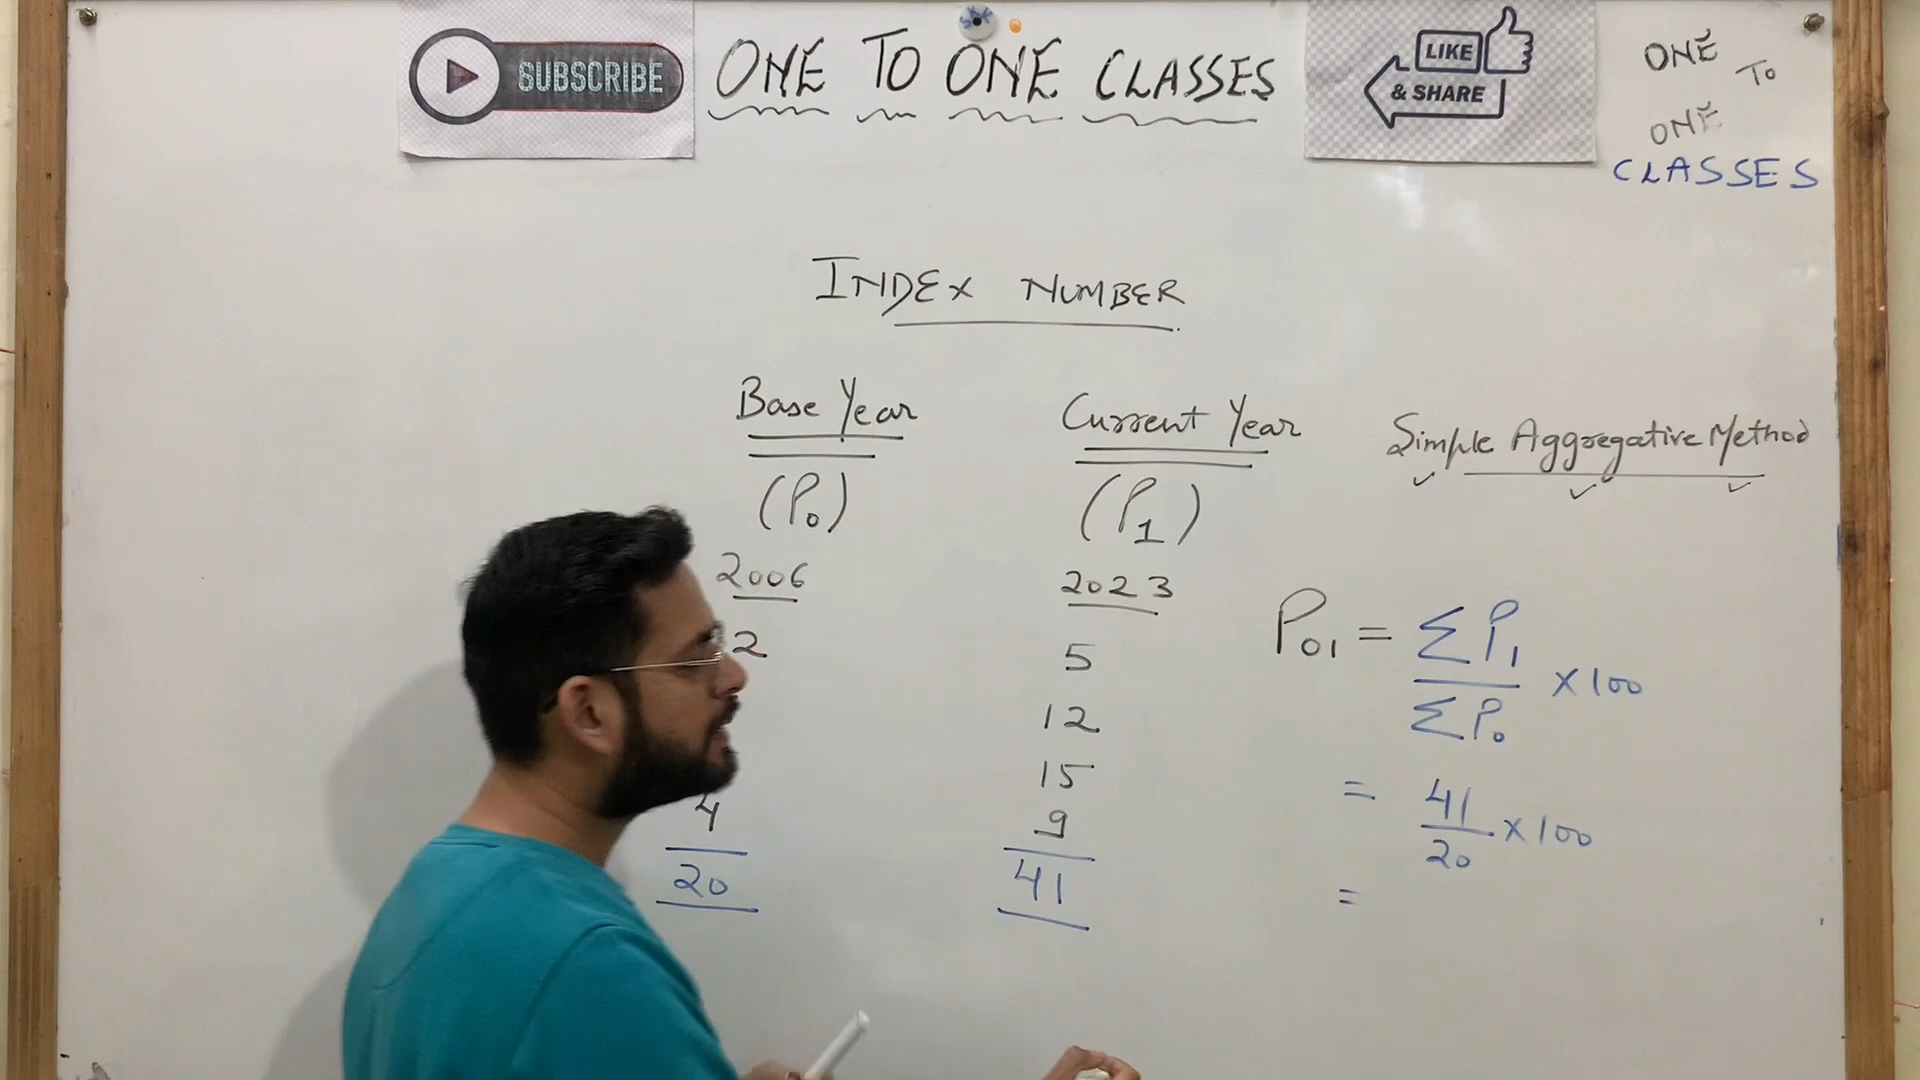 SUBSCRIBE
ONE TO ONE CLASSES
LIKE
& SHARE
ONE
TO
ONE
CLASSES
INDEX NUMBER
Base Year
(P₀)
2006
2
4
20
Current Year
(P₁)
2023
5
12
15
9
41
Simple Aggregative Method
P₀₁ = ΣP₁ / ΣP₀ × 100
= 41 / 20 × 100
=